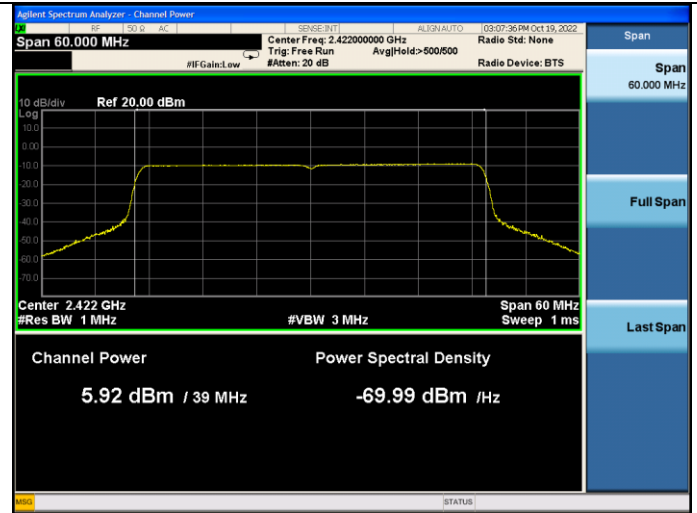 Agilent Spectrum Analyzer - Channel Power
RF 50 Ω AC SENSE:INT ALIGN AUTO 03:07:36 PM Oct 19, 2022
Span 60.000 MHz
Center Freq: 2.422000000 GHz
Radio Std: None
Trig: Free Run Avg|Hold:>500/500
#IFGain:Low #Atten: 20 dB Radio Device: BTS
Span
Span
60.000 MHz
Full Span
Last Span
10 dB/div Ref 20.00 dBm
Log
10.0
0.00
-10.0
-20.0
-30.0
-40.0
-50.0
-60.0
-70.0
Center 2.422 GHz Span 60 MHz
#Res BW 1 MHz #VBW 3 MHz Sweep 1 ms
Channel Power Power Spectral Density
5.92 dBm / 39 MHz -69.99 dBm /Hz
MSG STATUS